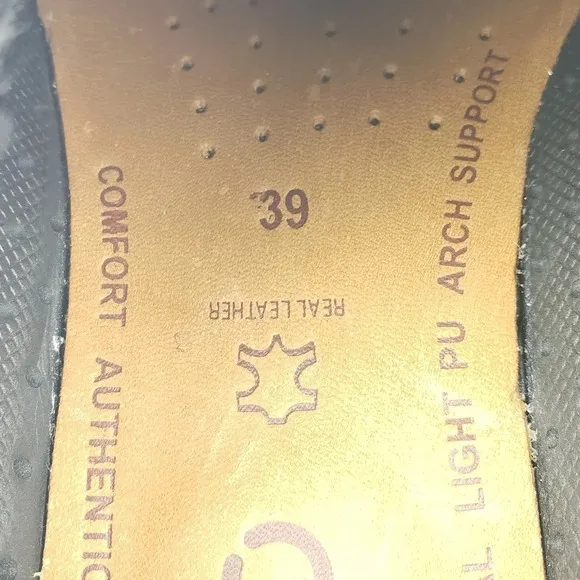 39
REAL LEATHER
COMFORT AUTHENTIC
LIGHT PU ARCH SUPPORT